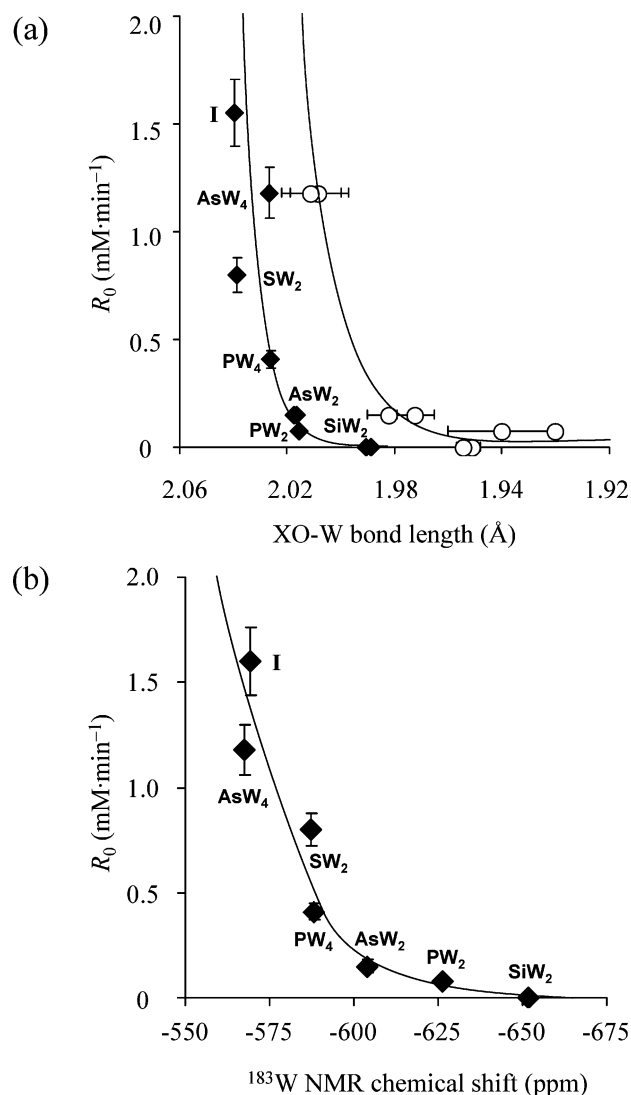 (a)
2.0
1.5
1.0
0.5
0
R₀ (mM·min⁻¹)
I
AsW₄
SW₂
PW₄
AsW₂
PW₂
SiW₂
2.06 2.02 1.98 1.94 1.92
XO-W bond length (Å)
(b)
2.0
1.5
1.0
0.5
0
R₀ (mM·min⁻¹)
I
AsW₄
SW₂
PW₄
AsW₂
PW₂
SiW₂
-550 -575 -600 -625 -650 -675
¹⁸³W NMR chemical shift (ppm)